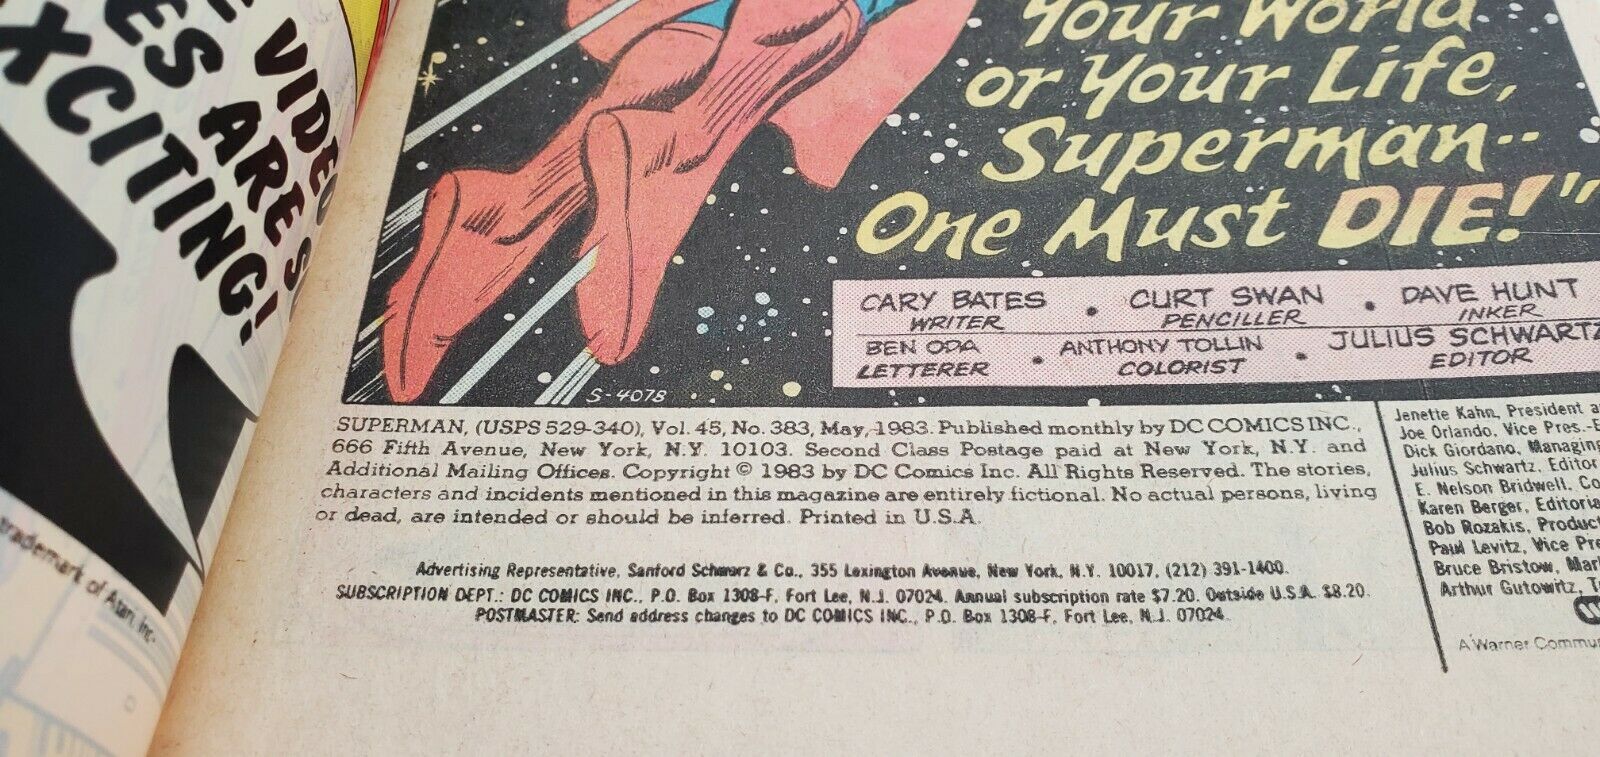 VIDEO
ES ARE S
XCITING!
trademark of Atari, Inc.
Your World
or Your Life,
Superman--
One Must DIE!"
CARY BATES • CURT SWAN • DAVE HUNT
WRITER PENCILLER INKER
BEN ODA • ANTHONY TOLLIN • JULIUS SCHWARTZ
LETTERER COLORIST EDITOR
S-4078
SUPERMAN, (USPS 529-340), Vol. 45, No. 383, May, 1983. Published monthly by DC COMICS INC.,
666 Fifth Avenue, New York, N.Y. 10103. Second Class Postage paid at New York, N.Y. and
Additional Mailing Offices. Copyright © 1983 by DC Comics Inc. All Rights Reserved. The stories,
characters and incidents mentioned in this magazine are entirely fictional. No actual persons, living
or dead, are intended or should be inferred. Printed in U.S.A.
Advertising Representative, Sanford Schwarz & Co., 355 Lexington Avenue, New York, N.Y. 10017, (212) 391-1400.
SUBSCRIPTION DEPT.: DC COMICS INC., P.O. Box 1308-F, Fort Lee, N.J. 07024. Annual subscription rate $7.20. Outside U.S.A. $8.20.
POSTMASTER: Send address changes to DC COMICS INC., P.O. Box 1308-F, Fort Lee, N.J. 07024.
Jenette Kahn, President a
Joe Orlando, Vice Pres.-E
Dick Giordano, Managing
Julius Schwartz, Editor
E. Nelson Bridwell, Co
Karen Berger, Editoria
Bob Rozakis, Product
Paul Levitz, Vice Pre
Bruce Bristow, Mar
Arthur Gutowitz, T
A Warner Commu